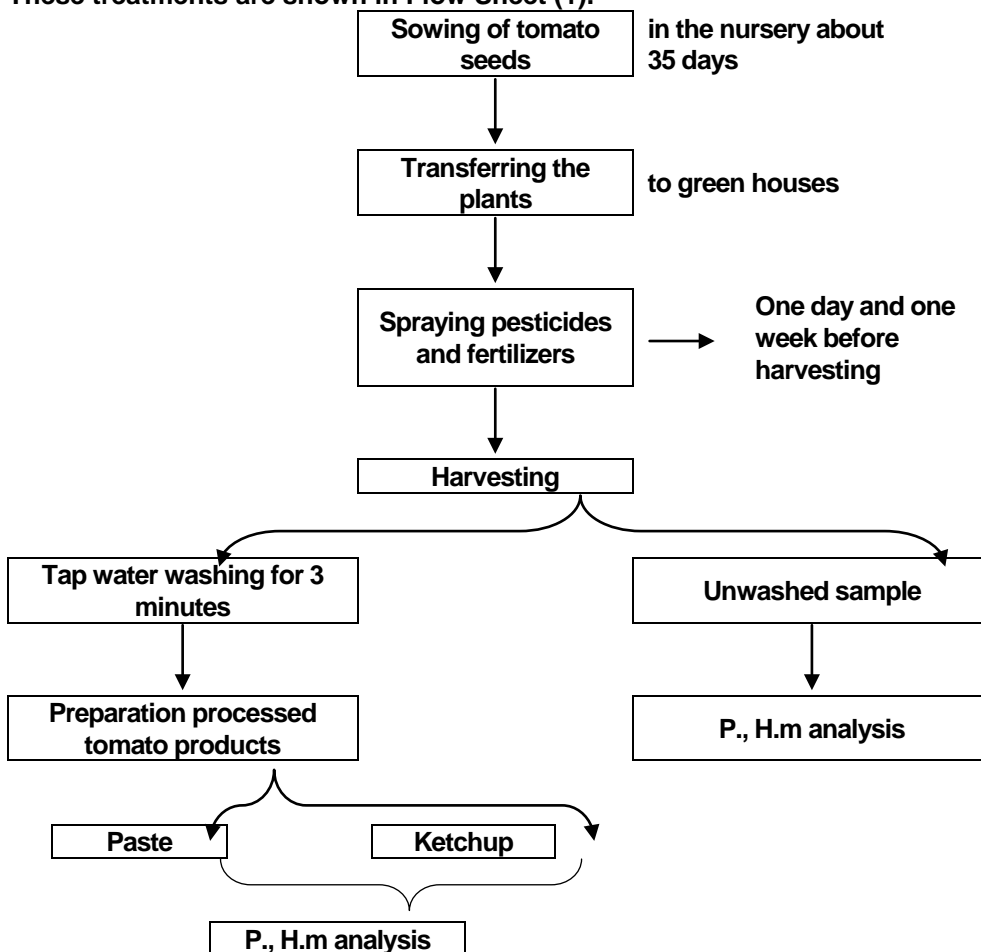 These treatments are shown in Flow Sheet (1).
Sowing of tomato
seeds
in the nursery about
35 days
Transferring the
plants
to green houses
Spraying pesticides
and fertilizers
One day and one
week before
harvesting
Harvesting
Tap water washing for 3
minutes
Unwashed sample
Preparation processed
tomato products
P., H.m analysis
Paste
Ketchup
P., H.m analysis